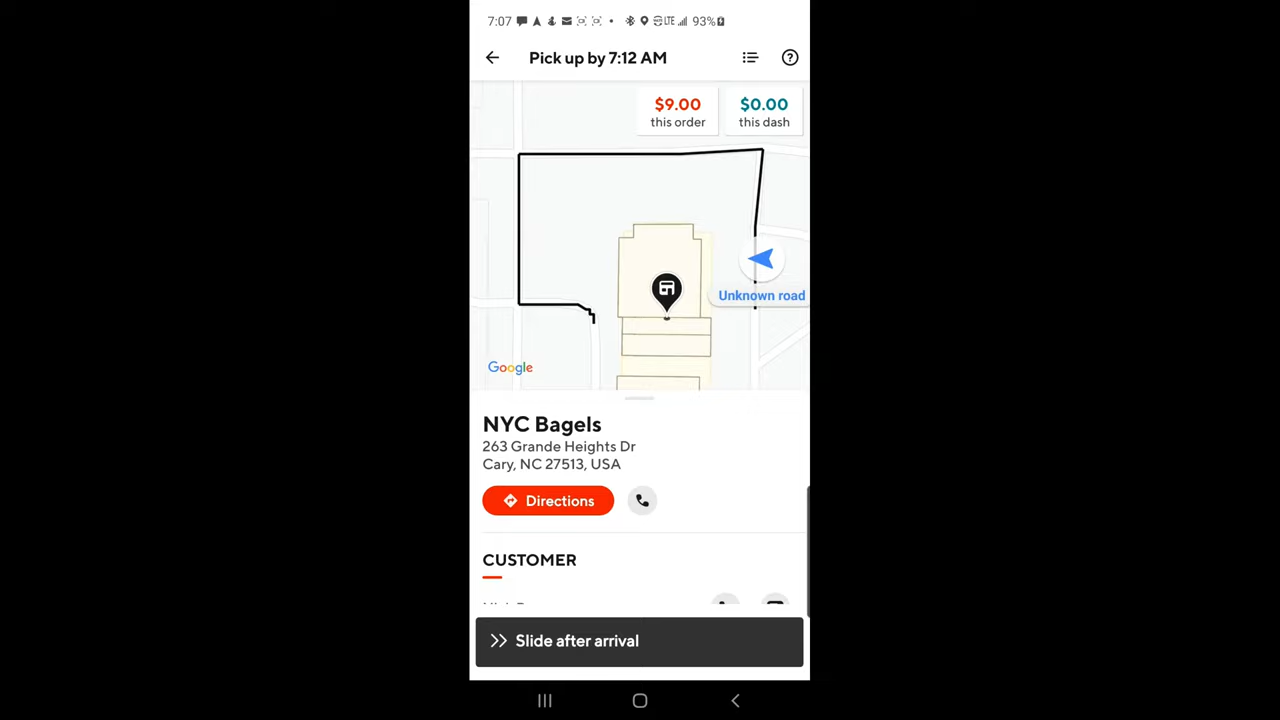 7:07 LTE 93%
Pick up by 7:12 AM
$9.00
this order
$0.00
this dash
Unknown road
Google
NYC Bagels
263 Grande Heights Dr
Cary, NC 27513, USA
Directions
CUSTOMER
Slide after arrival